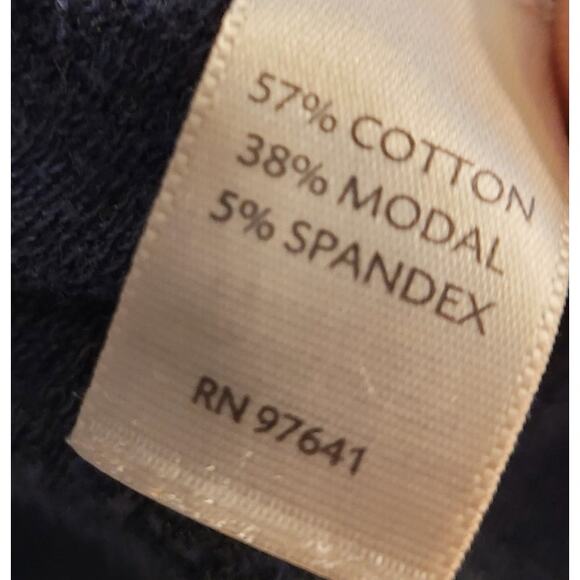 57% COTTON
38% MODAL
5% SPANDEX
RN 97641